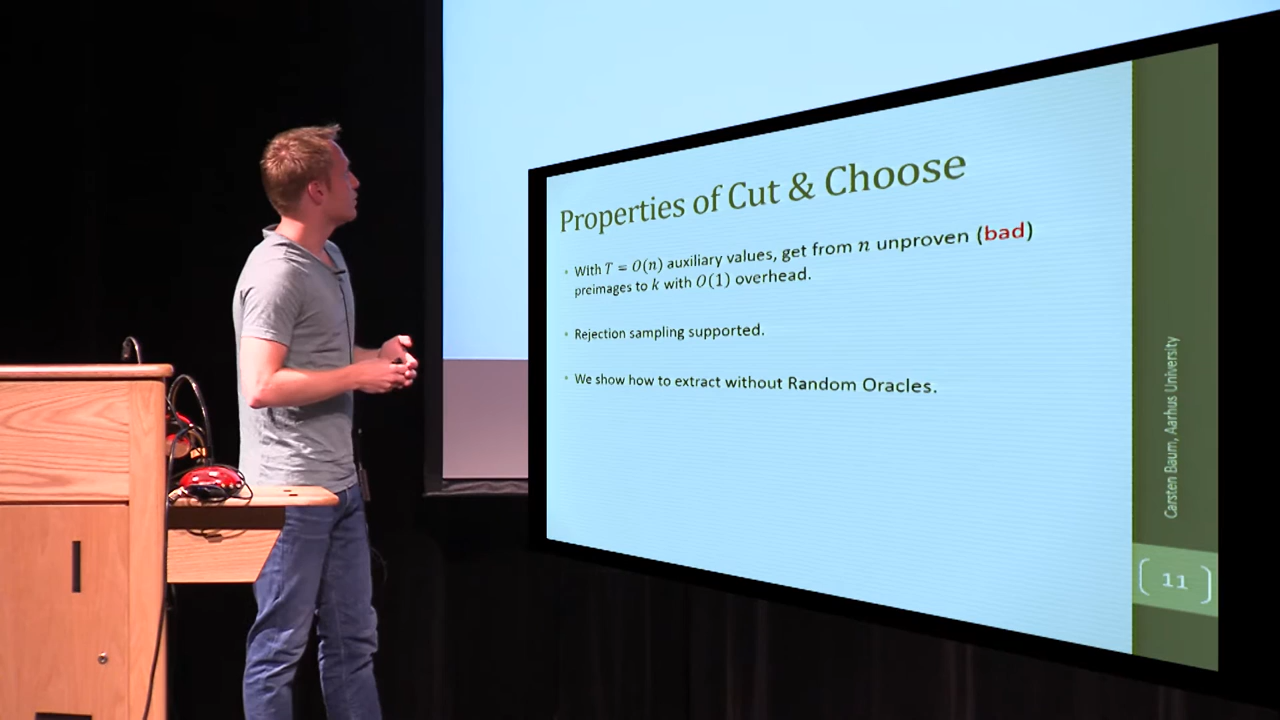 Properties of Cut & Choose
• With T = O(n) auxiliary values, get from n unproven (bad)
preimages to k with O(1) overhead.
• Rejection sampling supported.
• We show how to extract without Random Oracles.
Carsten Baum, Aarhus University
11